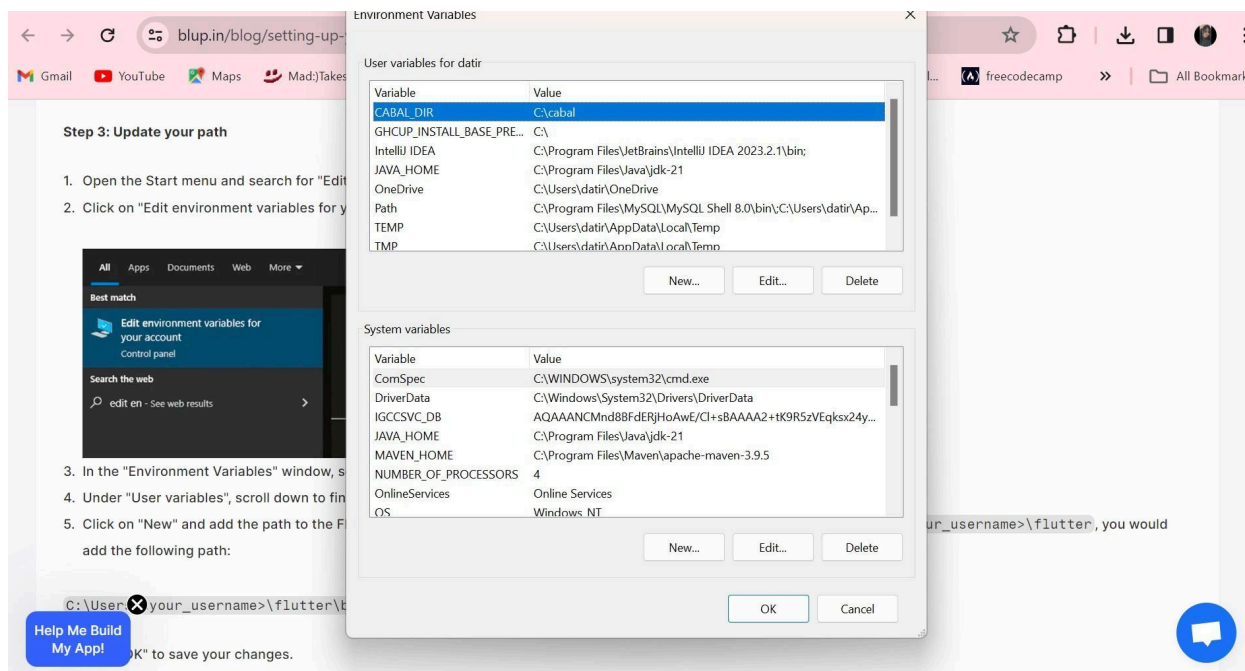 Environment Variables
blup.in/blog/setting-up-
Gmail YouTube Maps Mad:)Takes
freecodecamp » All Bookmark
Step 3: Update your path
1. Open the Start menu and search for "Edit
2. Click on "Edit environment variables for y
All Apps Documents Web More
Best match
Edit environment variables for
your account
Control panel
Search the web
edit en - See web results
3. In the "Environment Variables" window, s
4. Under "User variables", scroll down to fin
5. Click on "New" and add the path to the F
ur_username>\flutter, you would
add the following path:
C:\User your_username>\flutter\b
Help Me Build
My App!
K" to save your changes.
User variables for datir
Variable Value
CABAL_DIR C:\cabal
GHCUP_INSTALL_BASE_PRE... C:\
IntelliJ IDEA C:\Program Files\JetBrains\IntelliJ IDEA 2023.2.1\bin;
JAVA_HOME C:\Program Files\Java\jdk-21
OneDrive C:\Users\datir\OneDrive
Path C:\Program Files\MySQL\MySQL Shell 8.0\bin\;C:\Users\datir\Ap...
TEMP C:\Users\datir\AppData\Local\Temp
TMP C:\Users\datir\AppData\Local\Temp
New... Edit... Delete
System variables
Variable Value
ComSpec C:\WINDOWS\system32\cmd.exe
DriverData C:\Windows\System32\Drivers\DriverData
IGCCSVC_DB AQAAANCMnd8BFdERjHoAwE/Cl+sBAAAA2+tK9R5zVEqksx24y...
JAVA_HOME C:\Program Files\Java\jdk-21
MAVEN_HOME C:\Program Files\Maven\apache-maven-3.9.5
NUMBER_OF_PROCESSORS 4
OnlineServices Online Services
OS Windows_NT
New... Edit... Delete
OK Cancel